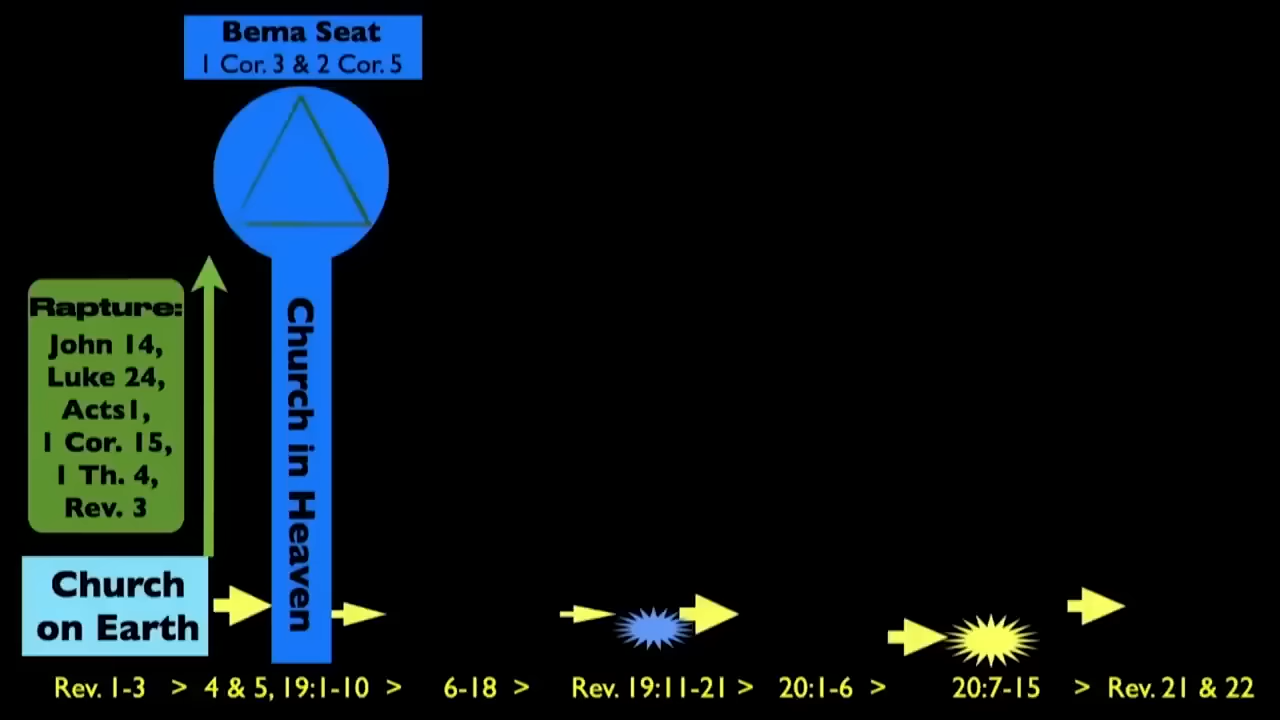 Bema Seat
1 Cor. 3 & 2 Cor. 5
Rapture:
John 14,
Luke 24,
Acts1,
1 Cor. 15,
1 Th. 4,
Rev. 3
Church in Heaven
Church
on Earth
Rev. 1-3 > 4 & 5, 19:1-10 > 6-18 > Rev. 19:11-21 > 20:1-6 > 20:7-15 > Rev. 21 & 22